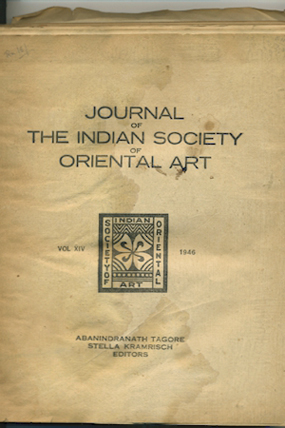 JOURNAL
OF
THE INDIAN SOCIETY
OF
ORIENTAL ART
VOL XIV
INDIAN
SOCIETY OF
ORIENTAL
ART
1946
ABANINDRANATH TAGORE
STELLA KRAMRISCH
EDITORS